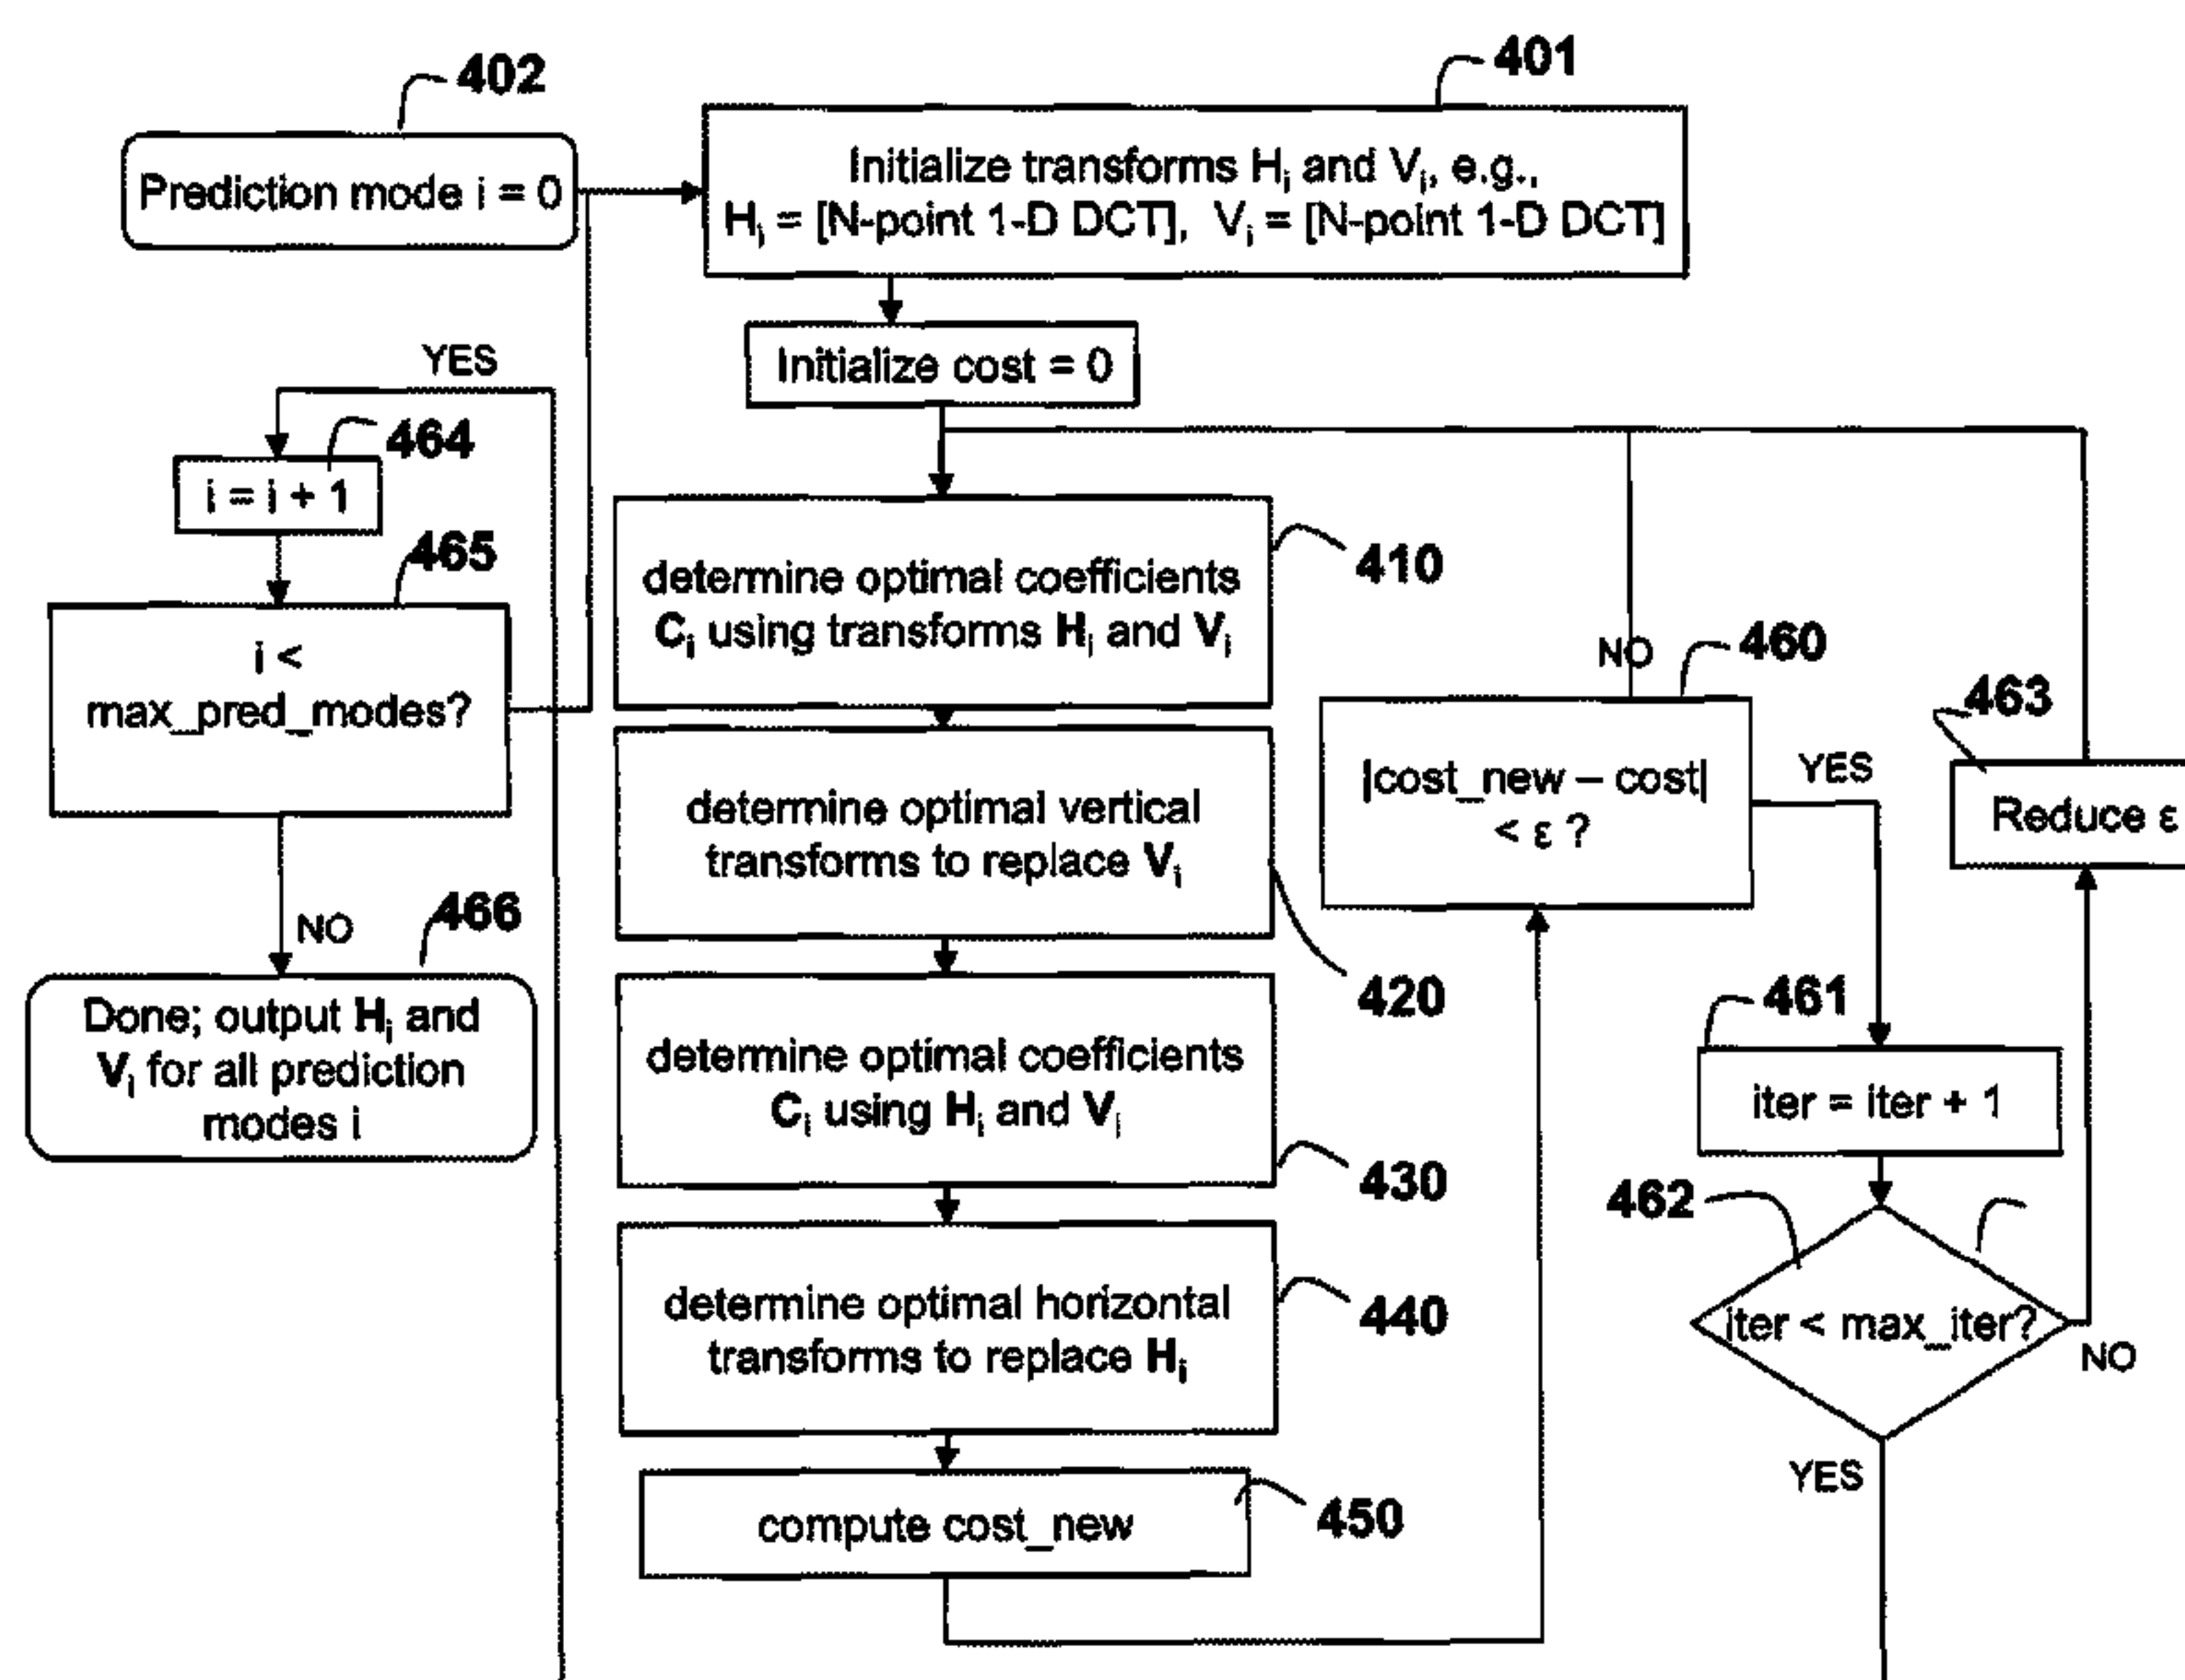 402
Prediction mode i = 0
401
Initialize transforms Hi and Vi, e.g.,
Hi = [N-point 1-D DCT], Vi = [N-point 1-D DCT]
Initialize cost = 0
YES
464
i = i + 1
465
i <
max_pred_modes?
NO
466
Done; output Hi and
Vi for all prediction
modes i
410
determine optimal coefficients
Ci using transforms Hi and Vi
determine optimal vertical
transforms to replace Vi
420
determine optimal coefficients
Ci using Hi and Vi
430
determine optimal horizontal
transforms to replace Hi
440
compute cost_new
450
NO
460
|cost_new – cost|
< ε ?
YES
463
Reduce ε
461
iter = iter + 1
462
iter < max_iter?
NO
YES